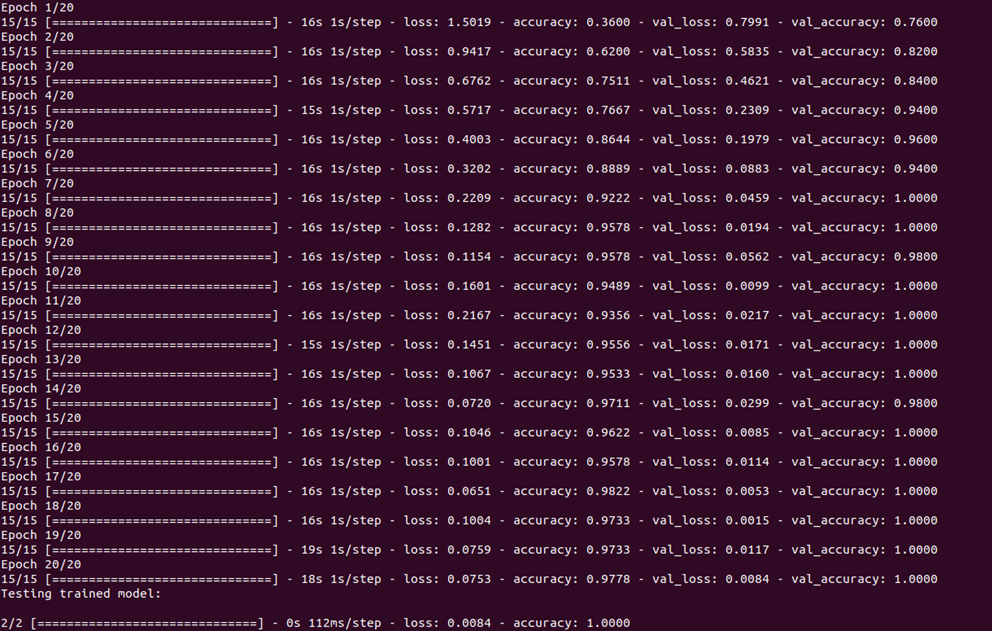 Epoch 1/20
15/15 [==============================] - 16s 1s/step - loss: 1.5019 - accuracy: 0.3600 - val_loss: 0.7991 - val_accuracy: 0.7600
Epoch 2/20
15/15 [==============================] - 16s 1s/step - loss: 0.9417 - accuracy: 0.6200 - val_loss: 0.5835 - val_accuracy: 0.8200
Epoch 3/20
15/15 [==============================] - 16s 1s/step - loss: 0.6762 - accuracy: 0.7511 - val_loss: 0.4621 - val_accuracy: 0.8400
Epoch 4/20
15/15 [==============================] - 15s 1s/step - loss: 0.5717 - accuracy: 0.7667 - val_loss: 0.2309 - val_accuracy: 0.9400
Epoch 5/20
15/15 [==============================] - 16s 1s/step - loss: 0.4003 - accuracy: 0.8644 - val_loss: 0.1979 - val_accuracy: 0.9600
Epoch 6/20
15/15 [==============================] - 16s 1s/step - loss: 0.3202 - accuracy: 0.8889 - val_loss: 0.0883 - val_accuracy: 0.9400
Epoch 7/20
15/15 [==============================] - 16s 1s/step - loss: 0.2209 - accuracy: 0.9222 - val_loss: 0.0459 - val_accuracy: 1.0000
Epoch 8/20
15/15 [==============================] - 16s 1s/step - loss: 0.1282 - accuracy: 0.9578 - val_loss: 0.0194 - val_accuracy: 1.0000
Epoch 9/20
15/15 [==============================] - 16s 1s/step - loss: 0.1154 - accuracy: 0.9578 - val_loss: 0.0562 - val_accuracy: 0.9800
Epoch 10/20
15/15 [==============================] - 16s 1s/step - loss: 0.1601 - accuracy: 0.9489 - val_loss: 0.0099 - val_accuracy: 1.0000
Epoch 11/20
15/15 [==============================] - 16s 1s/step - loss: 0.2167 - accuracy: 0.9356 - val_loss: 0.0217 - val_accuracy: 1.0000
Epoch 12/20
15/15 [==============================] - 15s 1s/step - loss: 0.1451 - accuracy: 0.9556 - val_loss: 0.0171 - val_accuracy: 1.0000
Epoch 13/20
15/15 [==============================] - 16s 1s/step - loss: 0.1067 - accuracy: 0.9533 - val_loss: 0.0160 - val_accuracy: 1.0000
Epoch 14/20
15/15 [==============================] - 16s 1s/step - loss: 0.0720 - accuracy: 0.9711 - val_loss: 0.0299 - val_accuracy: 0.9800
Epoch 15/20
15/15 [==============================] - 16s 1s/step - loss: 0.1046 - accuracy: 0.9622 - val_loss: 0.0085 - val_accuracy: 1.0000
Epoch 16/20
15/15 [==============================] - 16s 1s/step - loss: 0.1001 - accuracy: 0.9578 - val_loss: 0.0114 - val_accuracy: 1.0000
Epoch 17/20
15/15 [==============================] - 16s 1s/step - loss: 0.0651 - accuracy: 0.9822 - val_loss: 0.0053 - val_accuracy: 1.0000
Epoch 18/20
15/15 [==============================] - 16s 1s/step - loss: 0.1004 - accuracy: 0.9733 - val_loss: 0.0015 - val_accuracy: 1.0000
Epoch 19/20
15/15 [==============================] - 19s 1s/step - loss: 0.0759 - accuracy: 0.9733 - val_loss: 0.0117 - val_accuracy: 1.0000
Epoch 20/20
15/15 [==============================] - 18s 1s/step - loss: 0.0753 - accuracy: 0.9778 - val_loss: 0.0084 - val_accuracy: 1.0000
Testing trained model:
2/2 [==============================] - 0s 112ms/step - loss: 0.0084 - accuracy: 1.0000